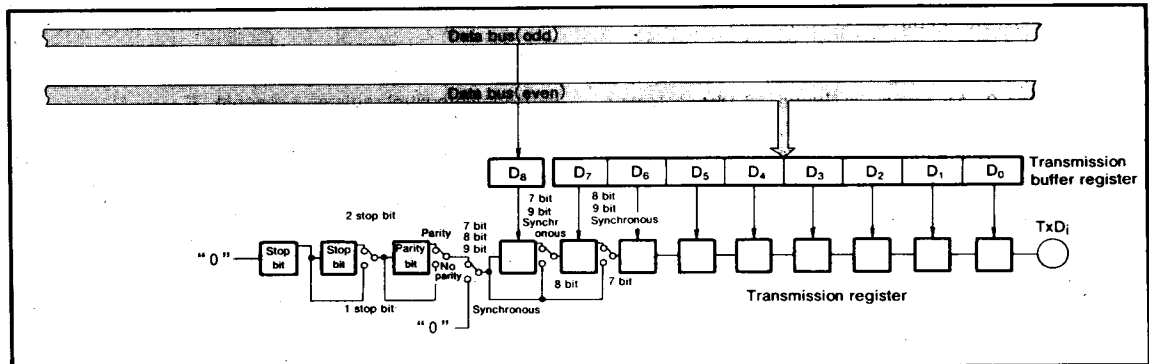 Data bus(odd)
Data bus(even)
D8
D7
D6
D5
D4
D3
D2
D1
D0
Transmission
buffer register
7 bit
9 bit
Synchr
onous
8 bit
9 bit
Synchronous
2 stop bit
Parity
7 bit
8 bit
9 bit
TxDi
“0”
Stop
bit
Stop
bit
Parity
bit
No
parity
8 bit
7 bit
1 stop bit
Synchronous
“0”
Transmission register